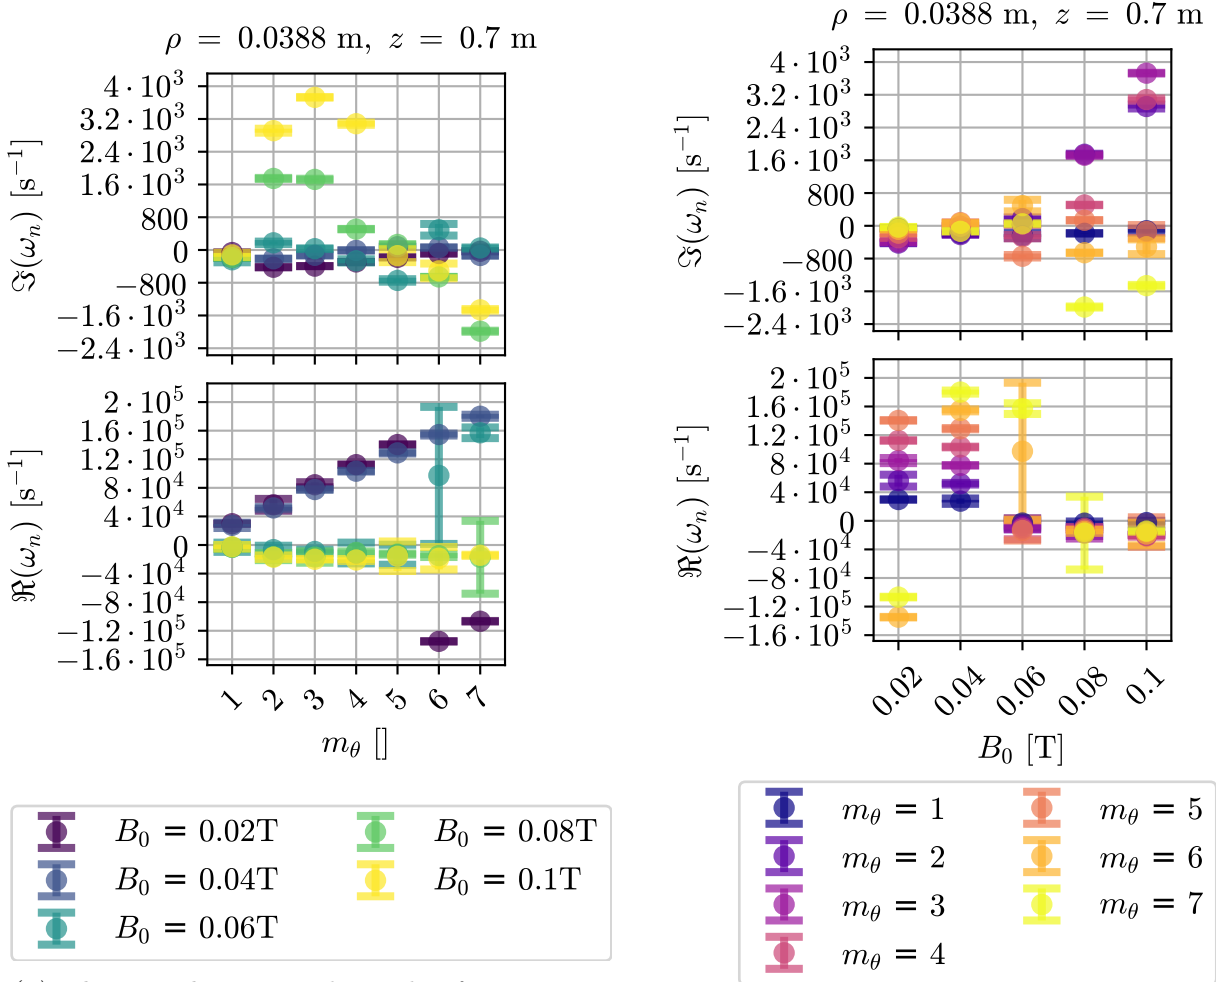 ρ = 0.0388 m, z = 0.7 m
ℑ(ωₙ) [s⁻¹]
4 · 10³
3.2 · 10³
2.4 · 10³
1.6 · 10³
800
0
−800
−1.6 · 10³
−2.4 · 10³
ℜ(ωₙ) [s⁻¹]
2 · 10⁵
1.6 · 10⁵
1.2 · 10⁵
8 · 10⁴
4 · 10⁴
0
−4 · 10⁴
−8 · 10⁴
−1.2 · 10⁵
−1.6 · 10⁵
1 2 3 4 5 6 7
m_θ []
B₀ = 0.02T
B₀ = 0.04T
B₀ = 0.06T
B₀ = 0.08T
B₀ = 0.1T
ρ = 0.0388 m, z = 0.7 m
ℑ(ωₙ) [s⁻¹]
4 · 10³
3.2 · 10³
2.4 · 10³
1.6 · 10³
800
0
−800
−1.6 · 10³
−2.4 · 10³
ℜ(ωₙ) [s⁻¹]
2 · 10⁵
1.6 · 10⁵
1.2 · 10⁵
8 · 10⁴
4 · 10⁴
0
−4 · 10⁴
−8 · 10⁴
−1.2 · 10⁵
−1.6 · 10⁵
0.02 0.04 0.06 0.08 0.1
B₀ [T]
m_θ = 1
m_θ = 2
m_θ = 3
m_θ = 4
m_θ = 5
m_θ = 6
m_θ = 7